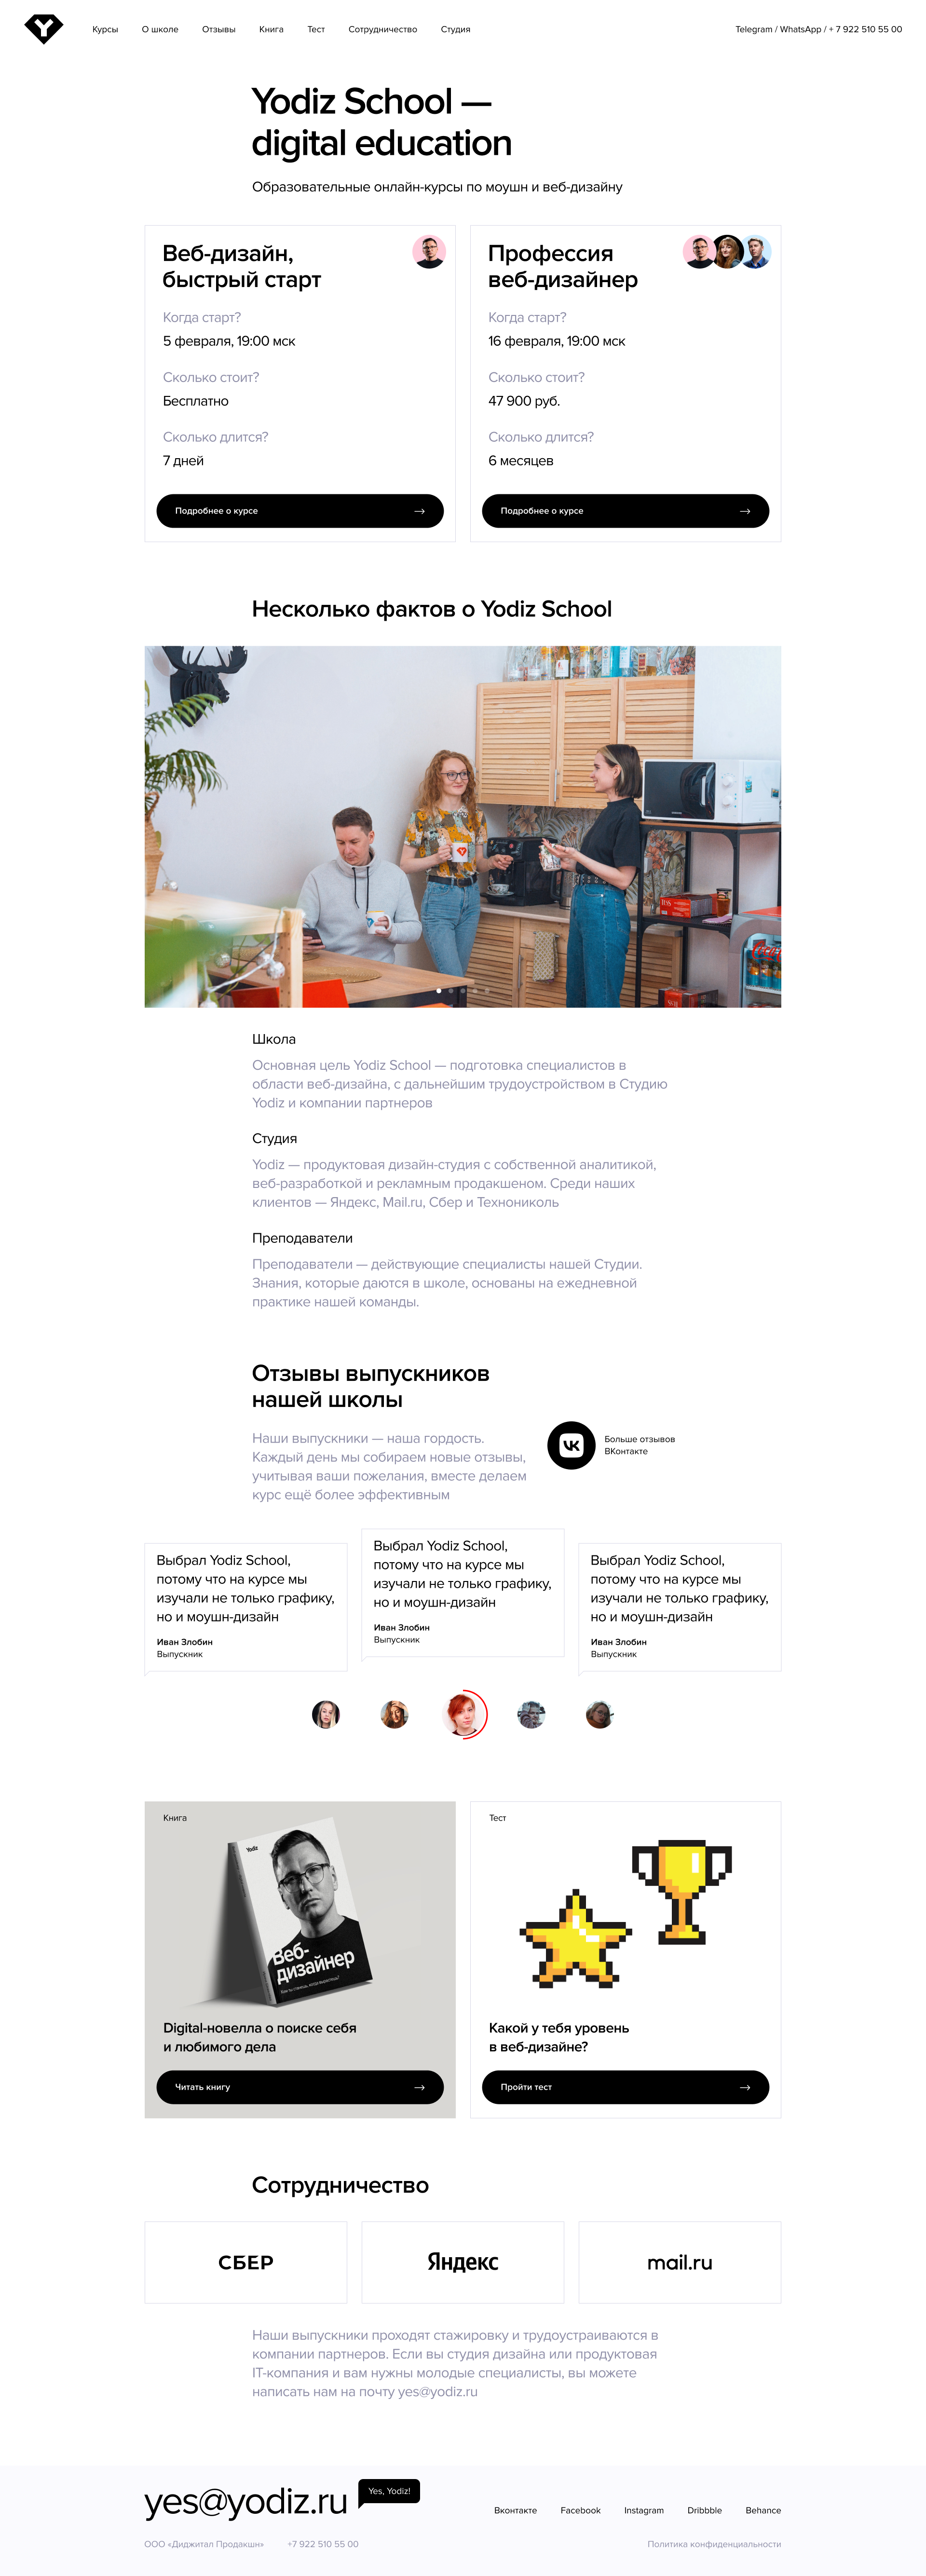 Y
Курсы
О школе
Отзывы
Книга
Тест
Сотрудничество
Студия
Telegram / WhatsApp / + 7 922 510 55 00
Yodiz School —
digital education
Образовательные онлайн-курсы по моушн и веб-дизайну
Веб-дизайн,
быстрый старт
Когда старт?
5 февраля, 19:00 мск
Сколько стоит?
Бесплатно
Сколько длится?
7 дней
Подробнее о курсе
Профессия
веб-дизайнер
Когда старт?
16 февраля, 19:00 мск
Сколько стоит?
47 900 руб.
Сколько длится?
6 месяцев
Подробнее о курсе
Несколько фактов о Yodiz School
Школа
Основная цель Yodiz School — подготовка специалистов в
области веб-дизайна, с дальнейшим трудоустройством в Студию
Yodiz и компании партнеров
Студия
Yodiz — продуктовая дизайн-студия с собственной аналитикой,
веб-разработкой и рекламным продакшеном. Среди наших
клиентов — Яндекс, Mail.ru, Сбер и Технониколь
Преподаватели
Преподаватели — действующие специалисты нашей Студии.
Знания, которые даются в школе, основаны на ежедневной
практике нашей команды.
Отзывы выпускников
нашей школы
Наши выпускники — наша гордость.
Каждый день мы собираем новые отзывы,
учитывая ваши пожелания, вместе делаем
курс ещё более эффективным
Больше отзывов
ВКонтакте
Выбрал Yodiz School,
потому что на курсе мы
изучали не только графику,
но и моушн-дизайн
Иван Злобин
Выпускник
Выбрал Yodiz School,
потому что на курсе мы
изучали не только графику,
но и моушн-дизайн
Иван Злобин
Выпускник
Выбрал Yodiz School,
потому что на курсе мы
изучали не только графику,
но и моушн-дизайн
Иван Злобин
Выпускник
Книга
Yodiz
Веб-
дизайнер
Digital-новелла о поиске себя
и любимого дела
Читать книгу
Тест
Какой у тебя уровень
в веб-дизайне?
Пройти тест
Сотрудничество
СБЕР
Яндекс
mail.ru
Наши выпускники проходят стажировку и трудоустраиваются в
компании партнеров. Если вы студия дизайна или продуктовая
IT-компания и вам нужны молодые специалисты, вы можете
написать нам на почту yes@yodiz.ru
yes@yodiz.ru
Yes, Yodiz!
Вконтакте
Facebook
Instagram
Dribbble
Behance
ООО «Диджитал Продакшн»
+7 922 510 55 00
Политика конфиденциальности